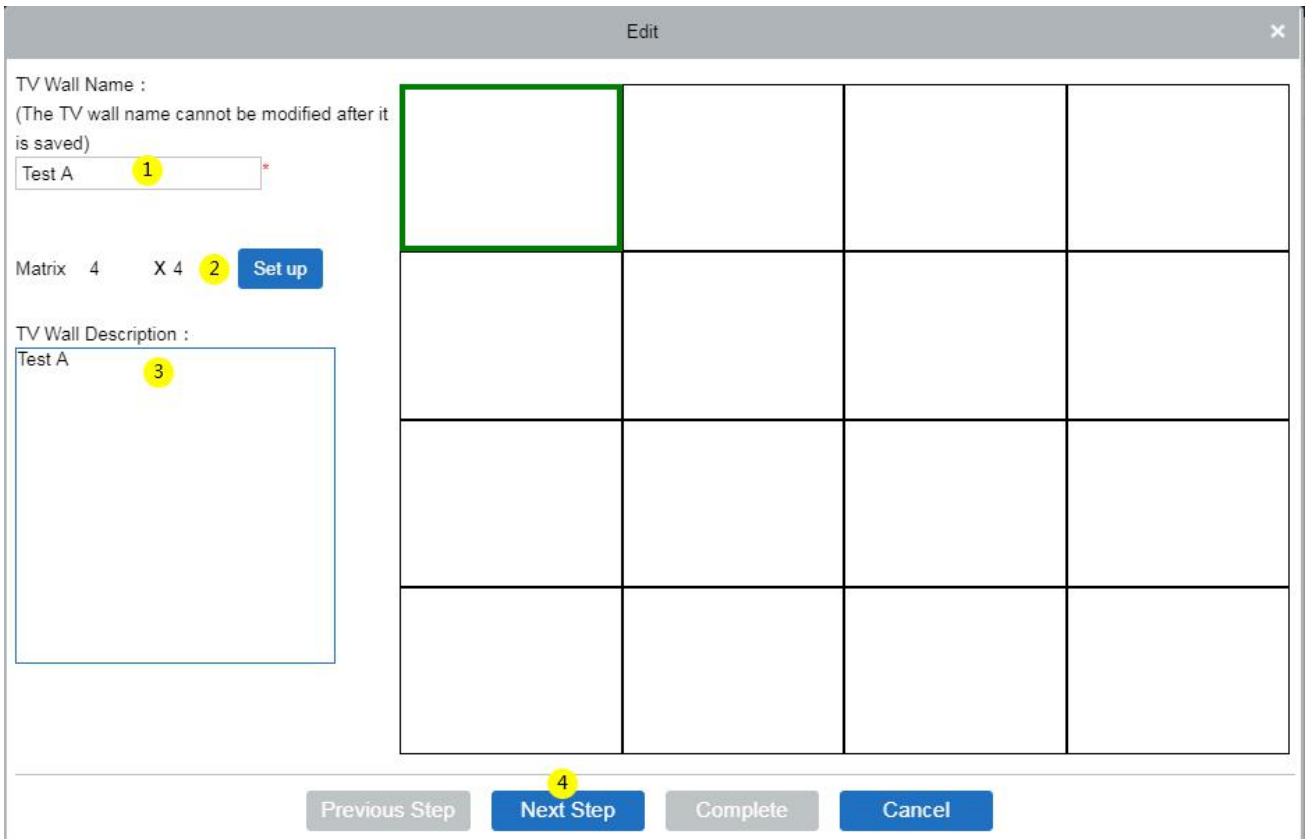 Edit
×
TV Wall Name :
(The TV wall name cannot be modified after it
is saved)
Test A 1 *
Matrix 4 X 4 2 Set up
TV Wall Description :
Test A
3
4
Previous Step Next Step Complete Cancel